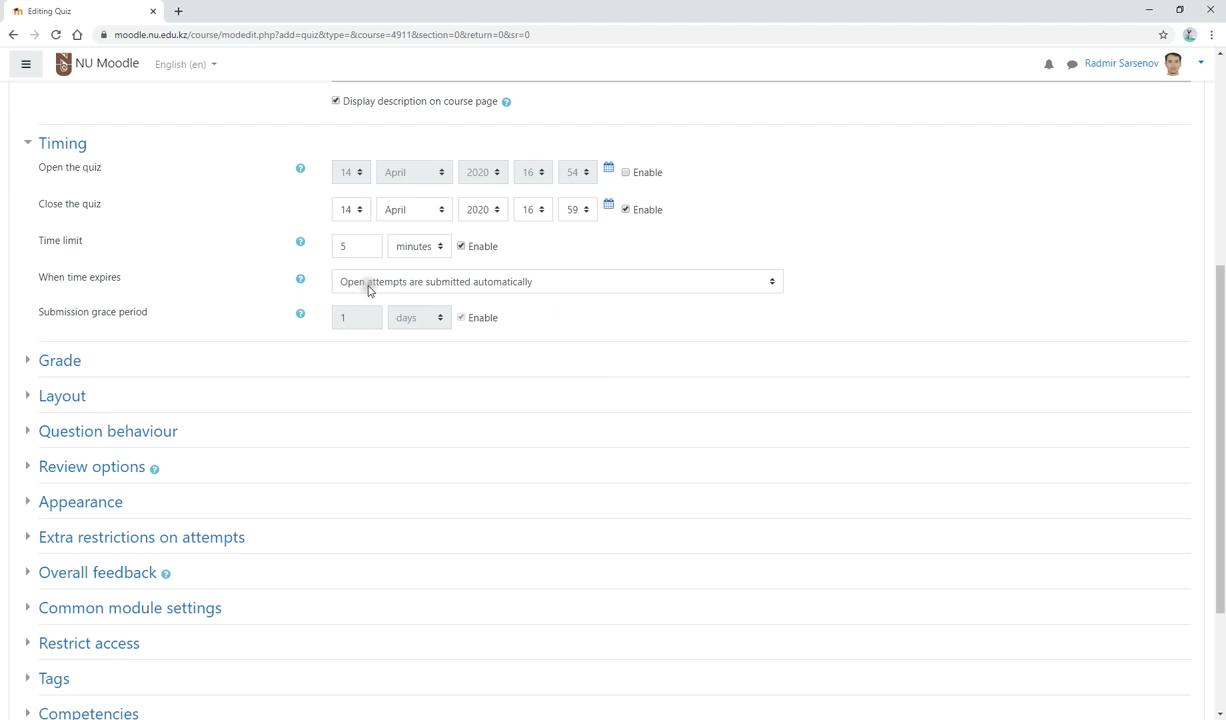 Editing Quiz
moodle.nu.edu.kz/course/modedit.php?add=quiz&type=&course=4911&section=0&return=0&sr=0
NU Moodle English (en) Radmir Sarsenov
Display description on course page ?
Timing
Open the quiz ? 14 April 2020 16 54 Enable
Close the quiz 14 April 2020 16 59 Enable
Time limit ? 5 minutes Enable
When time expires ? Open attempts are submitted automatically
Submission grace period ? 1 days Enable
Grade
Layout
Question behaviour
Review options ?
Appearance
Extra restrictions on attempts
Overall feedback ?
Common module settings
Restrict access
Tags
Competencies